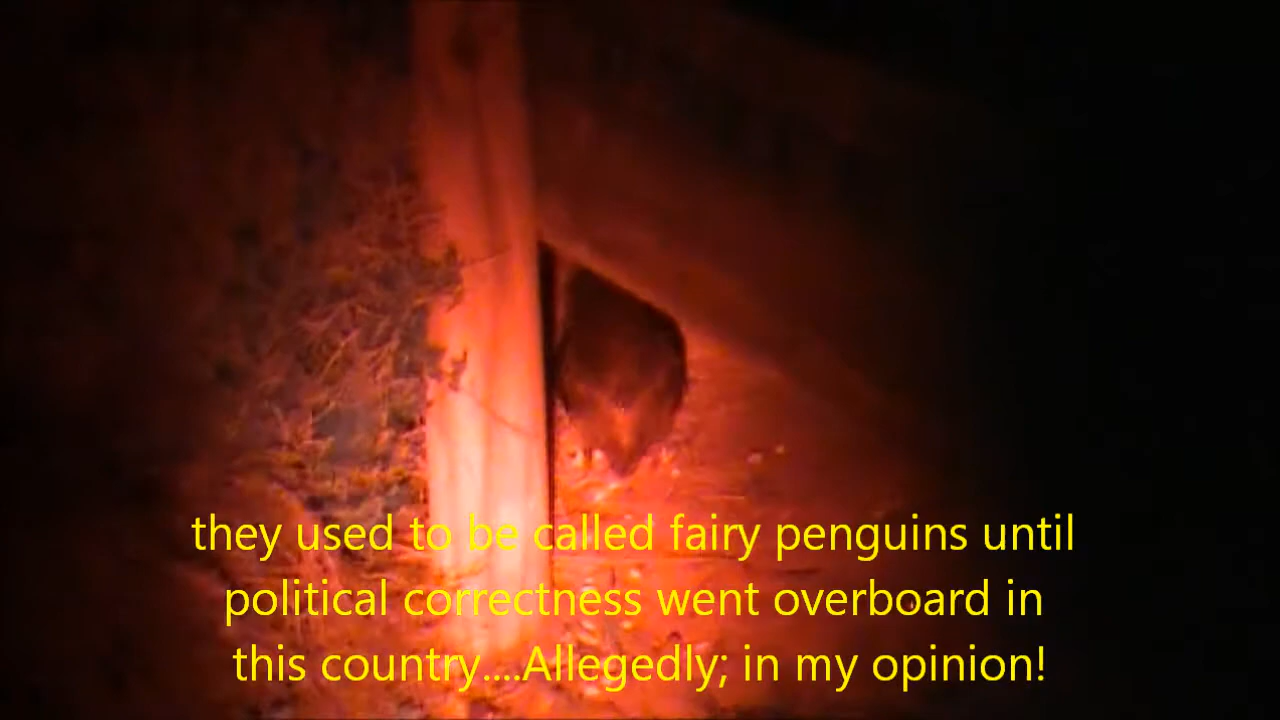 they used to be called fairy penguins until
political correctness went overboard in
this country....Allegedly; in my opinion!